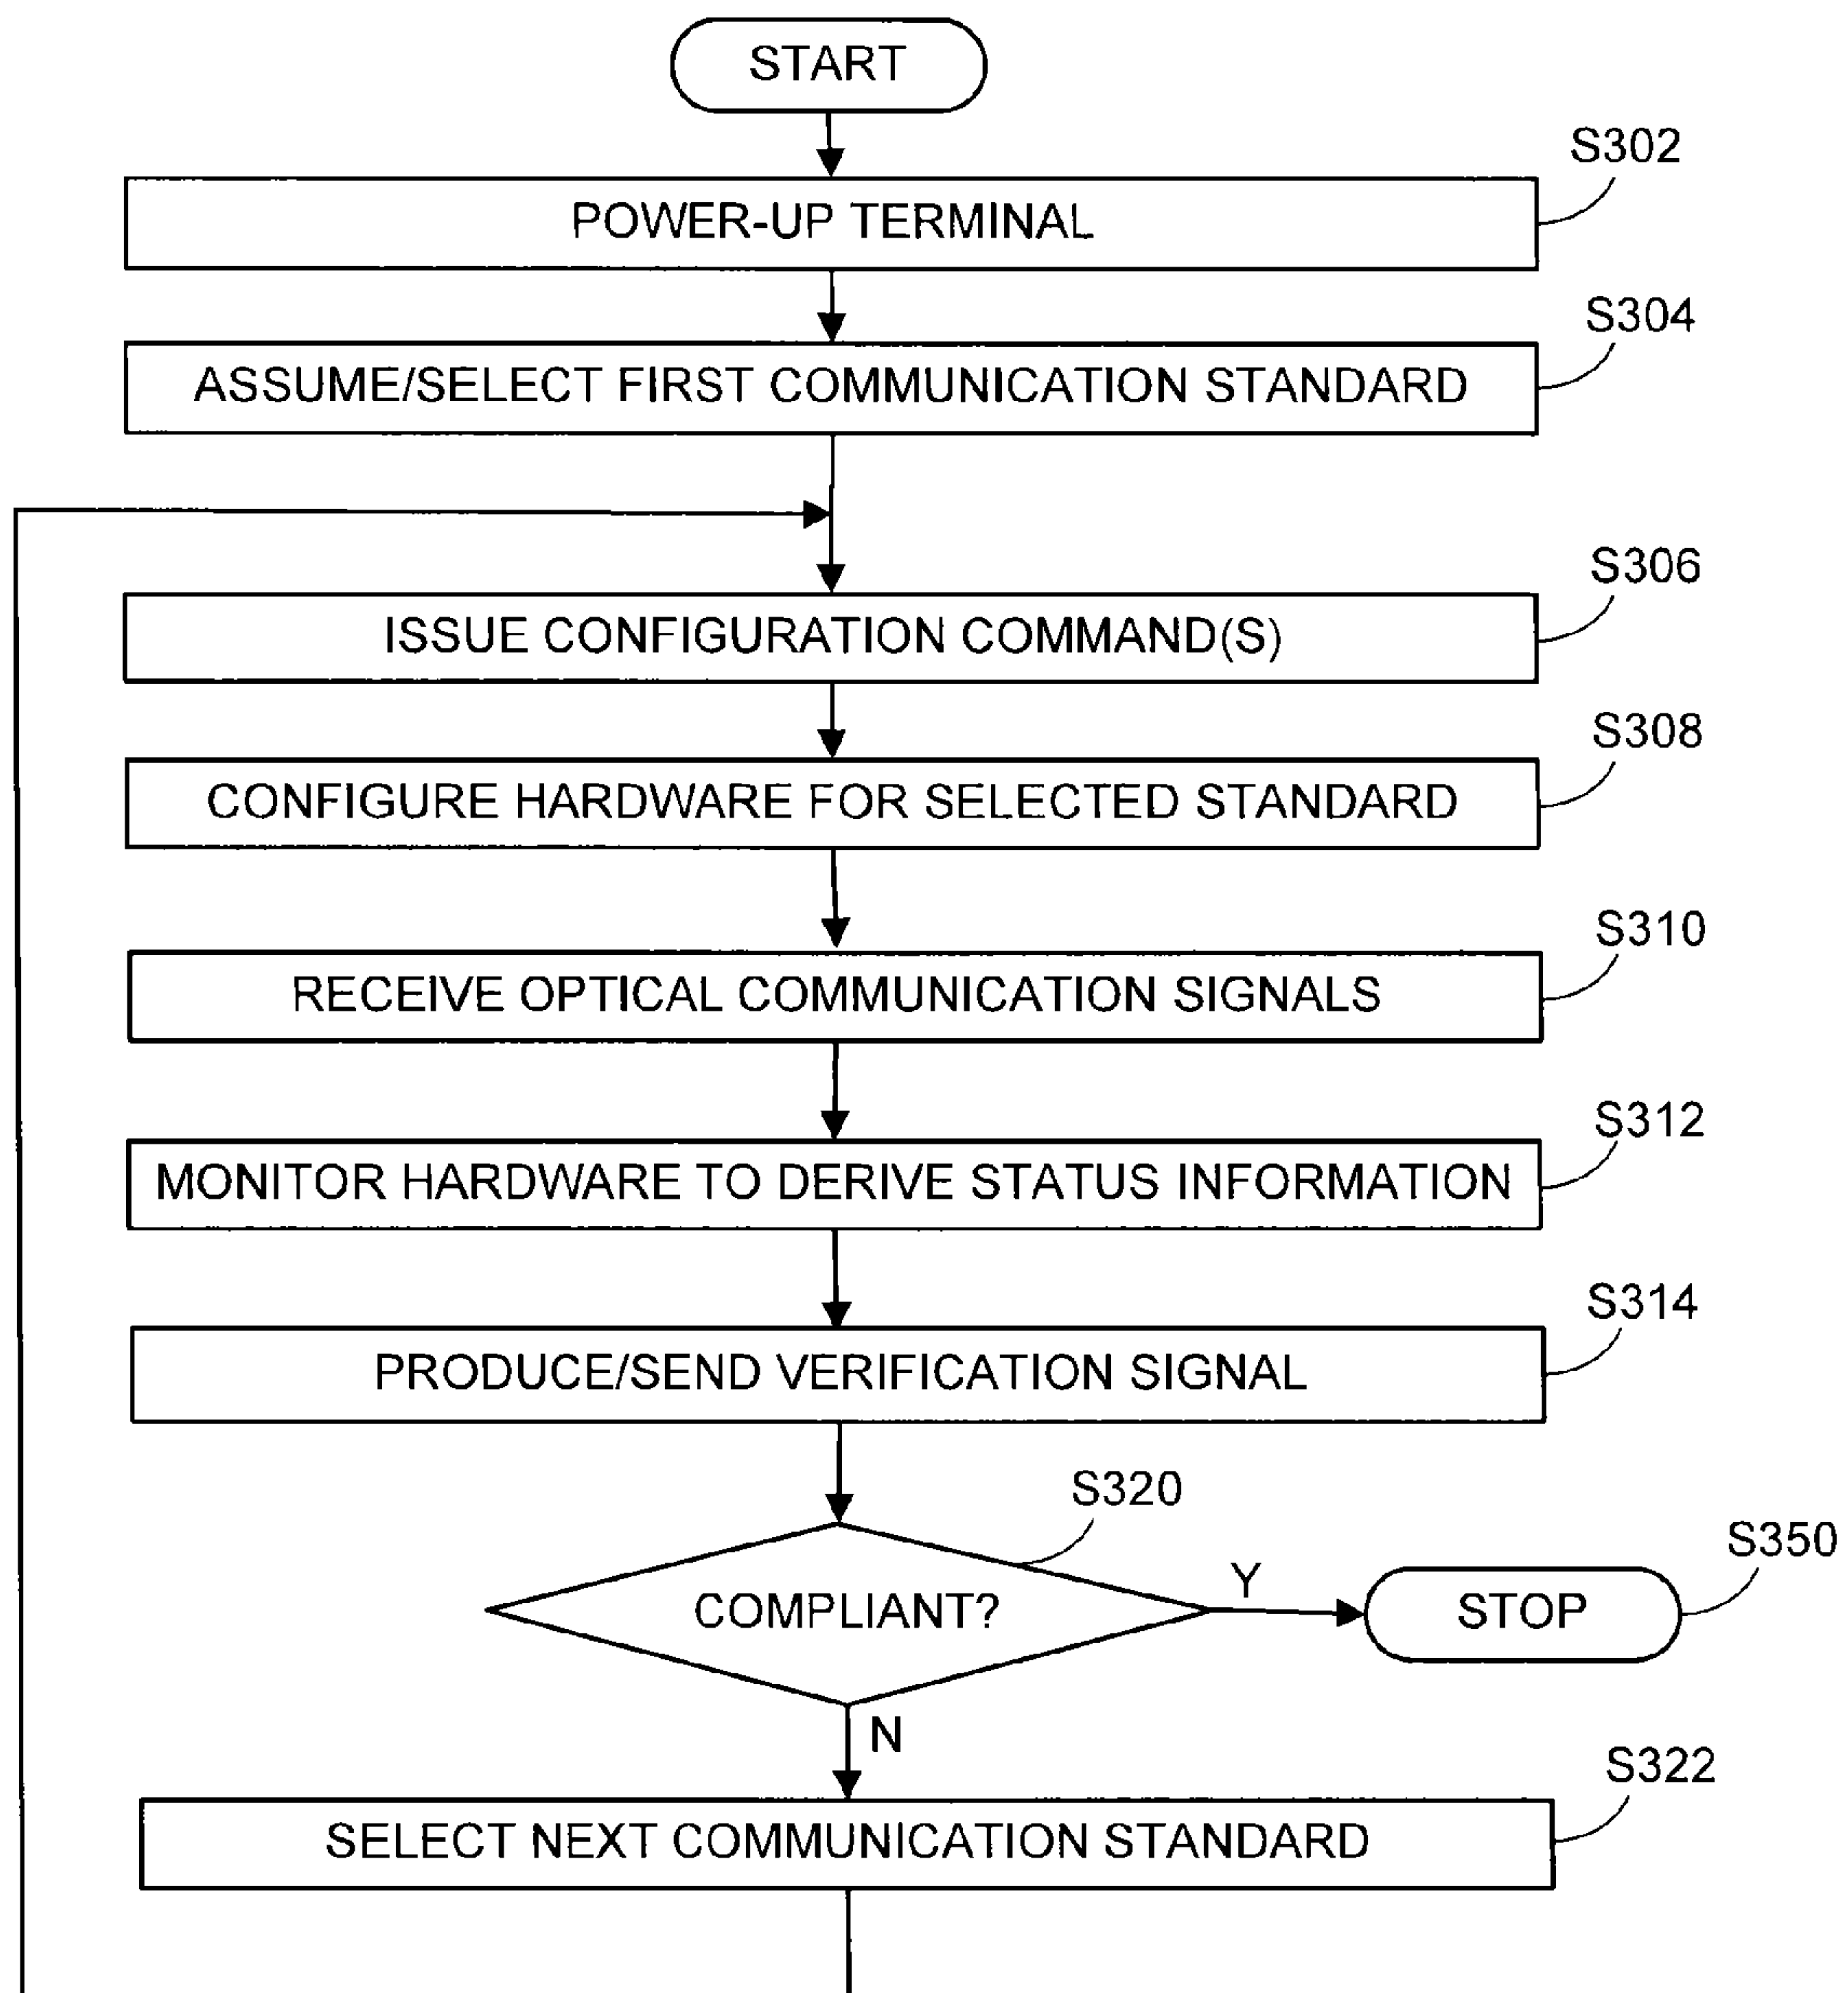 START
S302
POWER-UP TERMINAL
S304
ASSUME/SELECT FIRST COMMUNICATION STANDARD
S306
ISSUE CONFIGURATION COMMAND(S)
S308
CONFIGURE HARDWARE FOR SELECTED STANDARD
S310
RECEIVE OPTICAL COMMUNICATION SIGNALS
S312
MONITOR HARDWARE TO DERIVE STATUS INFORMATION
S314
PRODUCE/SEND VERIFICATION SIGNAL
S320
COMPLIANT?
Y
S350
STOP
N
S322
SELECT NEXT COMMUNICATION STANDARD